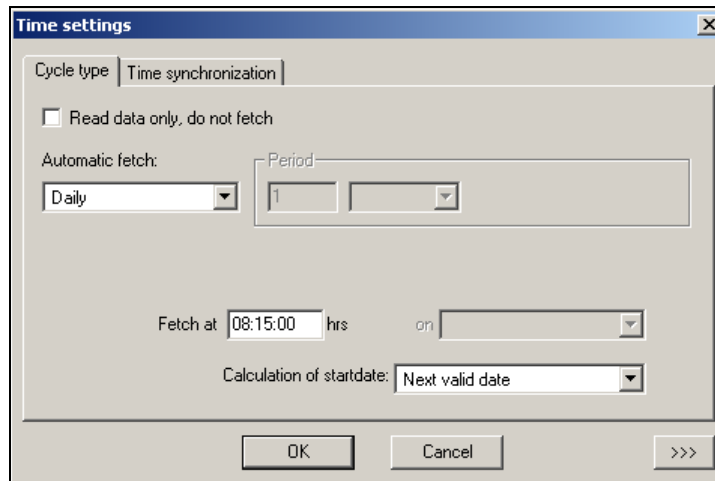 Time settings
Cycle type Time synchronization
Read data only, do not fetch
Automatic fetch: Period
Daily 1
Fetch at 08:15:00 hrs on
Calculation of startdate: Next valid date
OK Cancel >>>